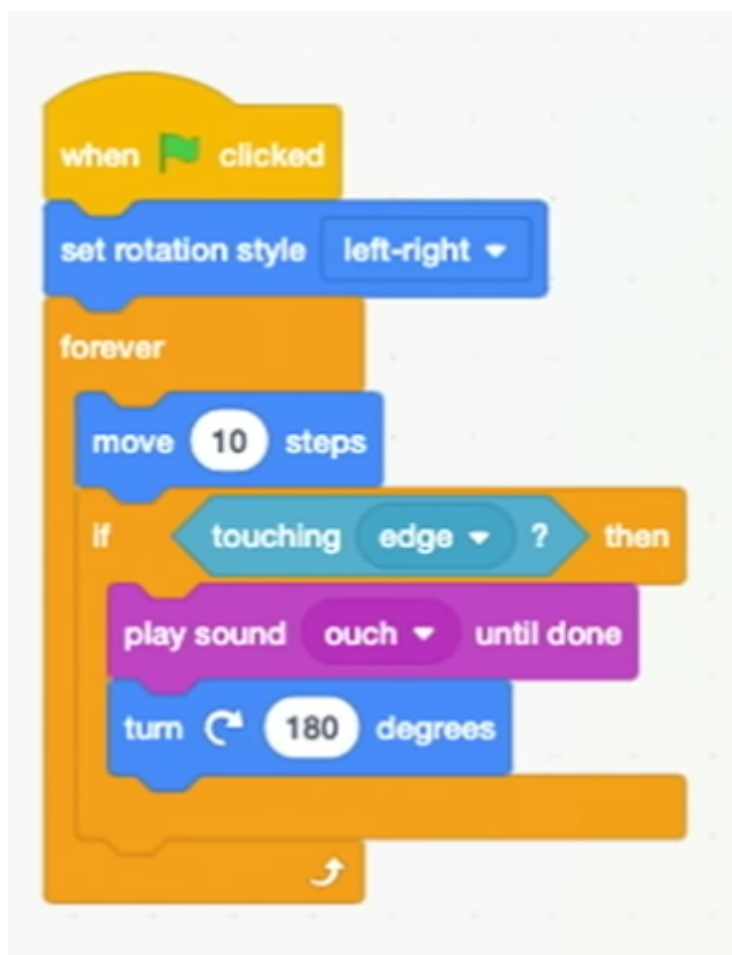 when clicked
set rotation style left-right
forever
move 10 steps
if touching edge ? then
play sound ouch until done
turn 180 degrees